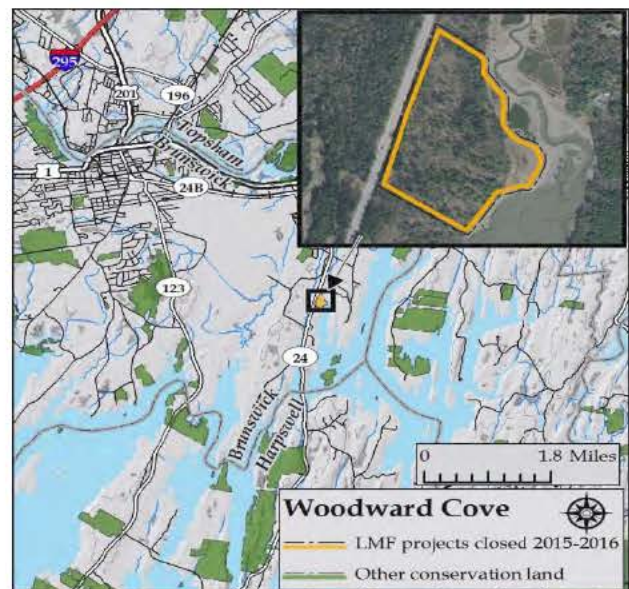 295
201
196
Topsham
Brunswick
1
24B
123
24
Brunswick
Harpswell
0 1.8 Miles
Woodward Cove
LMF projects closed 2015-2016
Other conservation land